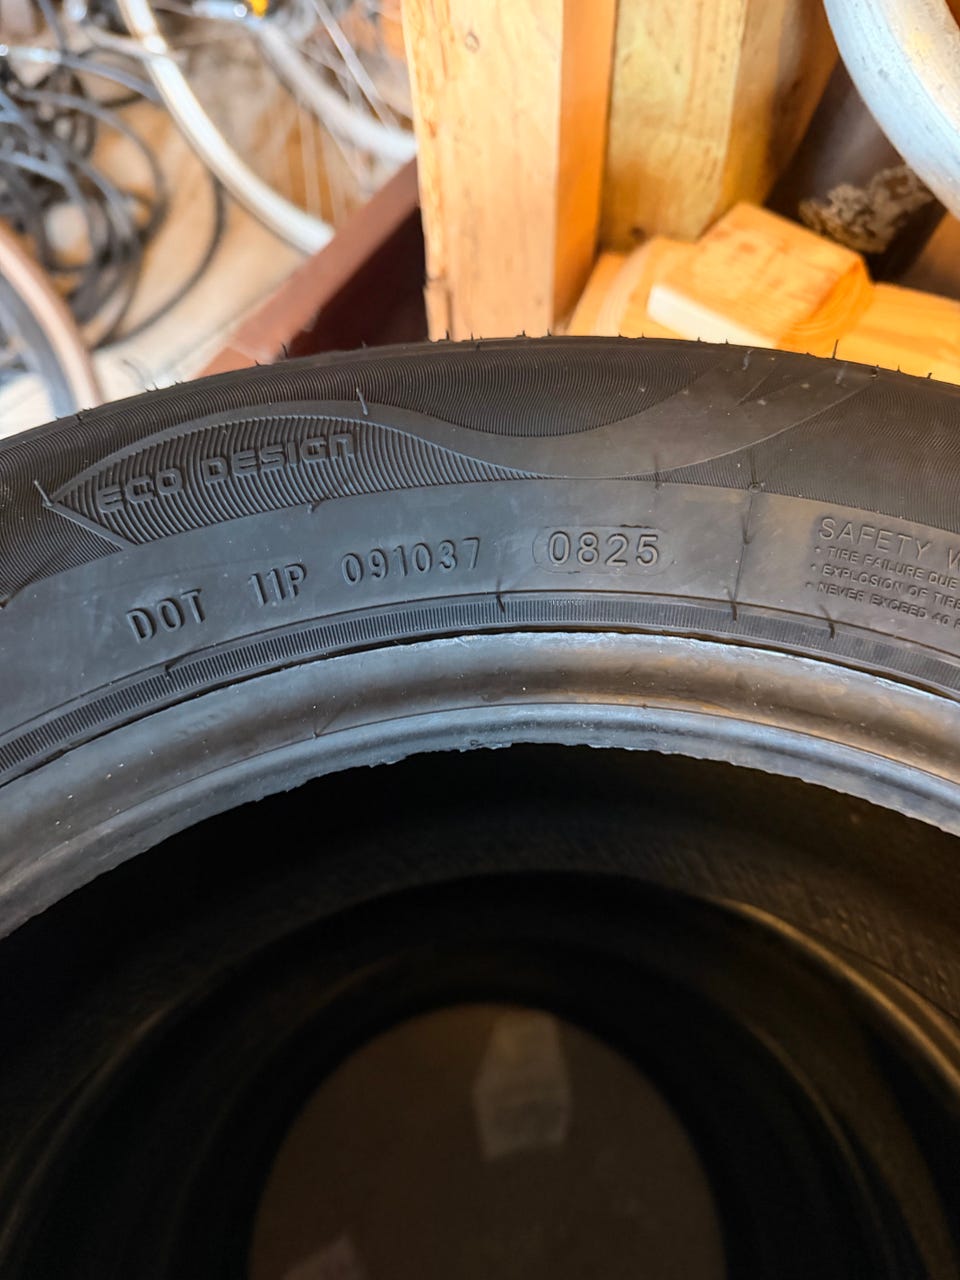 ECO DESIGN
DOT 11P 091037 0825
SAFETY
• TIRE FAILURE DUE
• EXPLOSION OF TIRE
• NEVER EXCEED 40